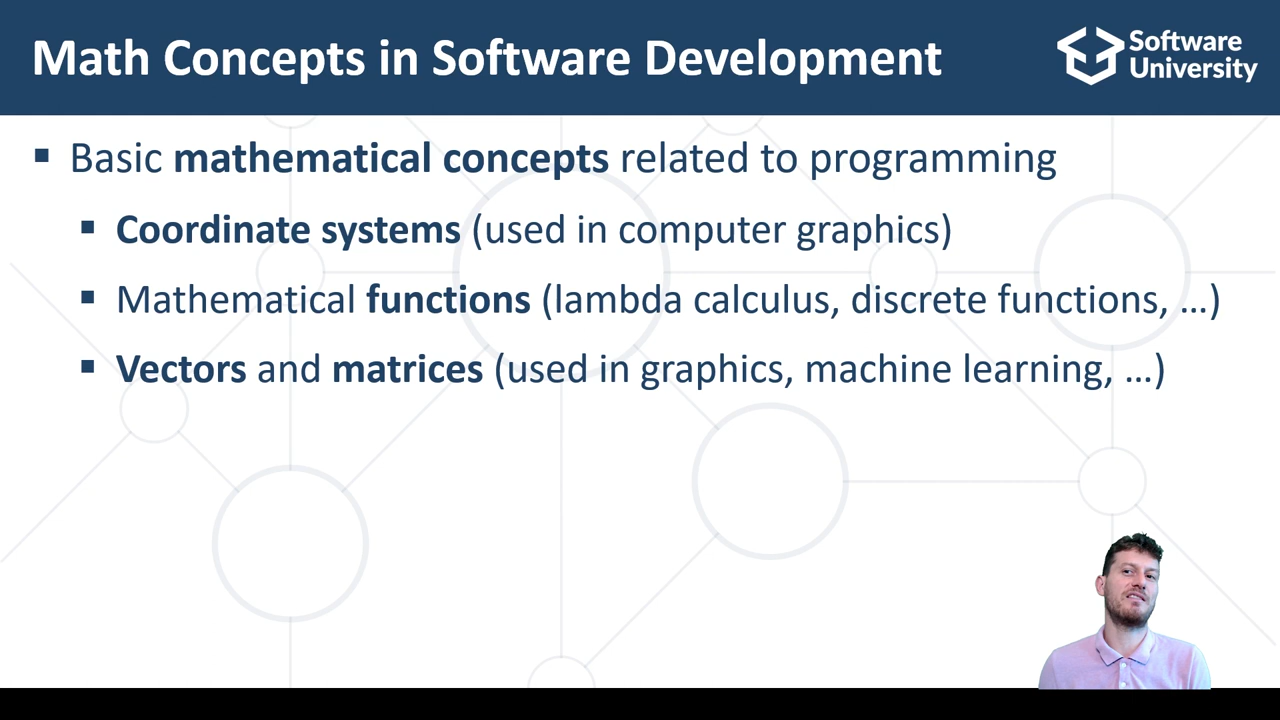 Math Concepts in Software Development
Software
University
▪ Basic mathematical concepts related to programming
▪ Coordinate systems (used in computer graphics)
▪ Mathematical functions (lambda calculus, discrete functions, …)
▪ Vectors and matrices (used in graphics, machine learning, …)